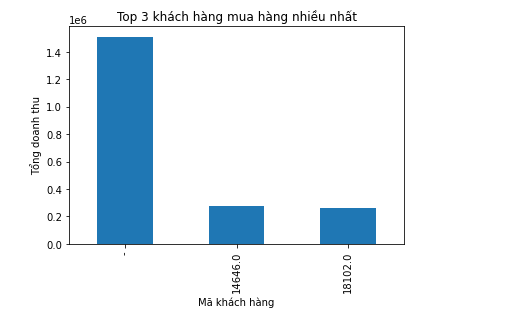 Top 3 khách hàng mua hàng nhiều nhất
1e6
Tổng doanh thu
1.4
1.2
1.0
0.8
0.6
0.4
0.2
0.0
-
14646.0
18102.0
Mã khách hàng